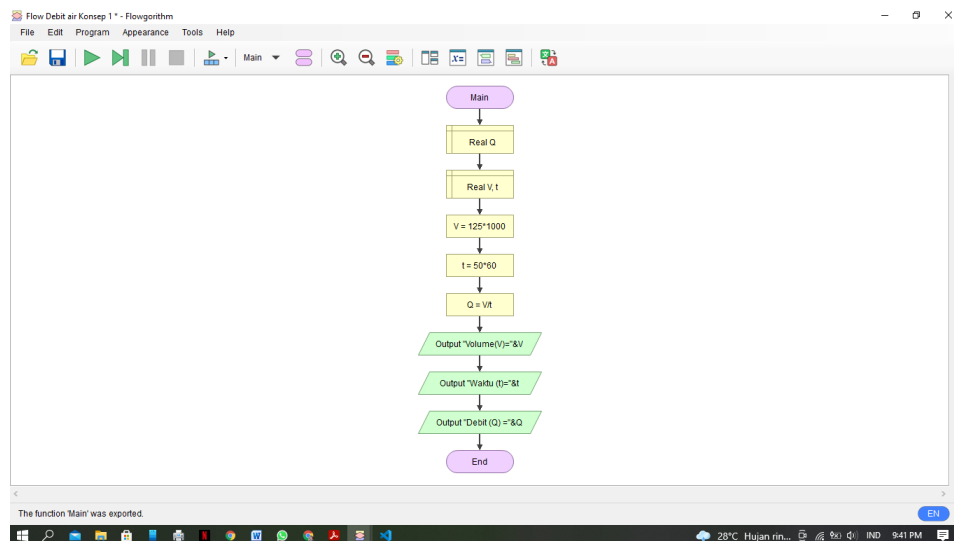 Flow Debit air Konsep 1 * - Flowgorithm
File Edit Program Appearance Tools Help
Main
X=
Main
Real Q
Real V, t
V = 125*1000
t = 50*60
Q = V/t
Output "Volume(V)="&V
Output "Waktu (t)="&t
Output "Debit (Q) ="&Q
End
The function 'Main' was exported.
EN
28°C Hujan rin... IND 9:41 PM